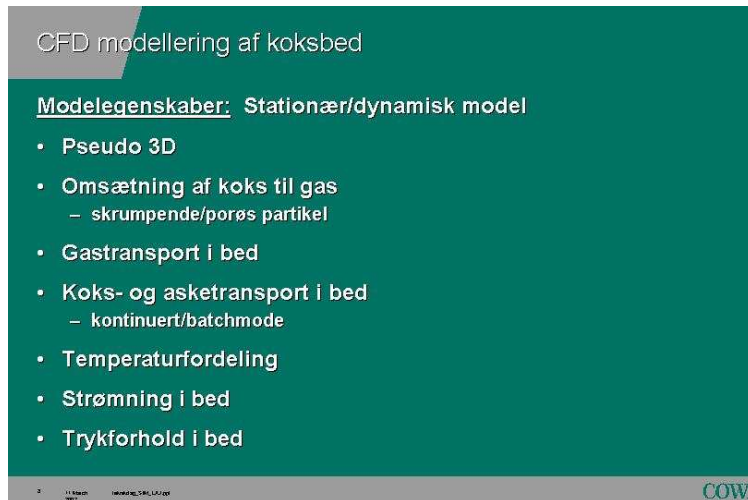 CFD modellering af koksbed
Modelegenskaber: Stationær/dynamisk model
• Pseudo 3D
• Omsætning af koks til gas
– skrumpende/porøs partikel
• Gastransport i bed
• Koks- og asketransport i bed
– kontinuert/batchmode
• Temperaturfordeling
• Strømning i bed
• Trykforhold i bed
COW